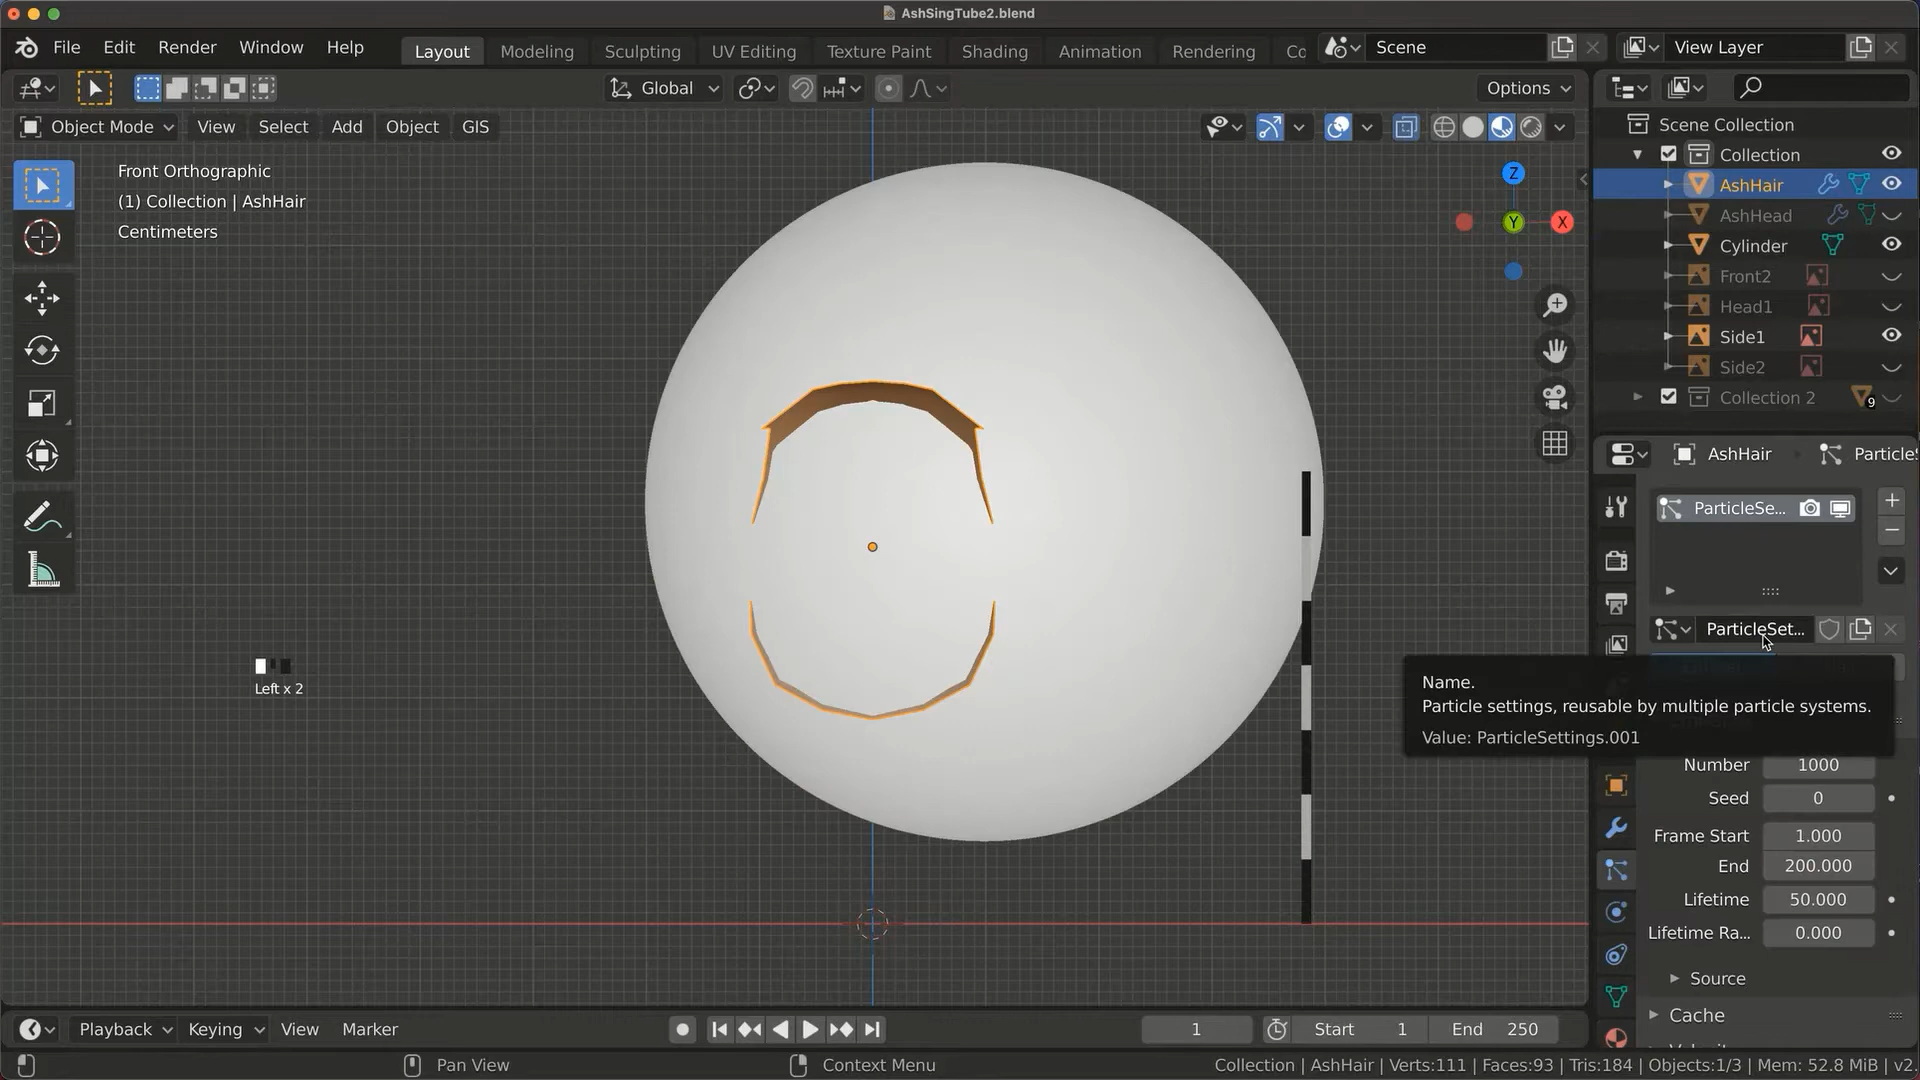 AshSingTube2.blend
File Edit Render Window Help Layout Modeling Sculpting UV Editing Texture Paint Shading Animation Rendering Co Scene View Layer
Global Options
Object Mode View Select Add Object GIS
Front Orthographic
(1) Collection | AshHair
Centimeters
Z
Y
X
Left x 2
Scene Collection
Collection
AshHair
AshHead
Cylinder
Front2
Head1
Side1
Side2
Collection 2 9
AshHair ParticleS
ParticleSe...
ParticleSet...
Name.
Particle settings, reusable by multiple particle systems.
Value: ParticleSettings.001
Number 1000
Seed 0
Frame Start 1.000
End 200.000
Lifetime 50.000
Lifetime Ra... 0.000
Source
Cache
Playback Keying View Marker 1 Start 1 End 250
Pan View Context Menu Collection | AshHair | Verts:111 | Faces:93 | Tris:184 | Objects:1/3 | Mem: 52.8 MiB | v2.